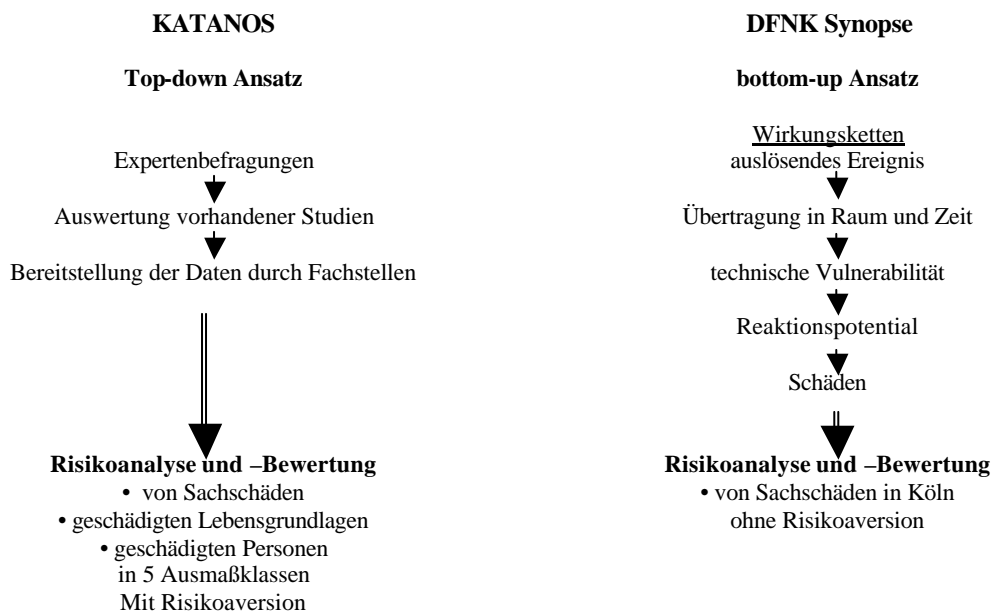 KATANOS
Top-down Ansatz
Expertenbefragungen
Auswertung vorhandener Studien
Bereitstellung der Daten durch Fachstellen
Risikoanalyse und –Bewertung
• von Sachschäden
• geschädigten Lebensgrundlagen
• geschädigten Personen
in 5 Ausmaßklassen
Mit Risikoaversion
DFNK Synopse
bottom-up Ansatz
Wirkungsketten
auslösendes Ereignis
Übertragung in Raum und Zeit
technische Vulnerabilität
Reaktionspotential
Schäden
Risikoanalyse und –Bewertung
• von Sachschäden in Köln
ohne Risikoaversion